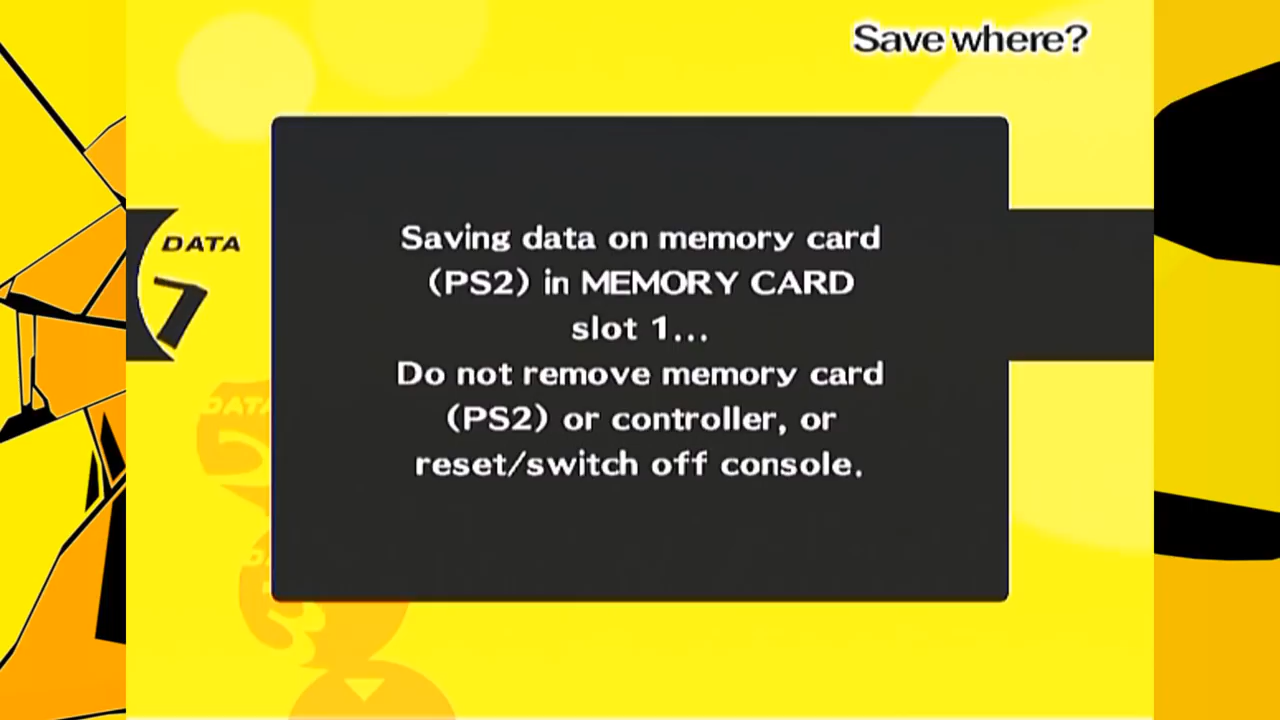 Save where?
DATA
7
Saving data on memory card
(PS2) in MEMORY CARD
slot 1...
Do not remove memory card
(PS2) or controller, or
reset/switch off console.
DATA